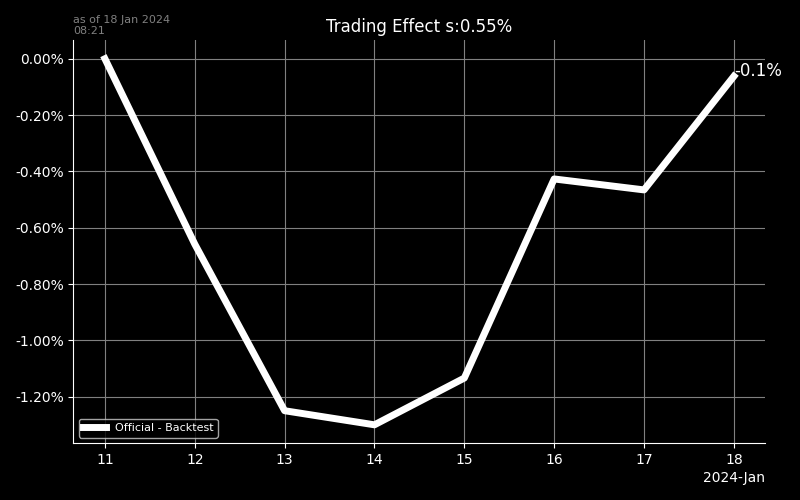 as of 18 Jan 2024
08:21
Trading Effect s:0.55%
0.00%
-0.1%
-0.20%
-0.40%
-0.60%
-0.80%
-1.00%
-1.20%
Official - Backtest
11 12 13 14 15 16 17 18
2024-Jan